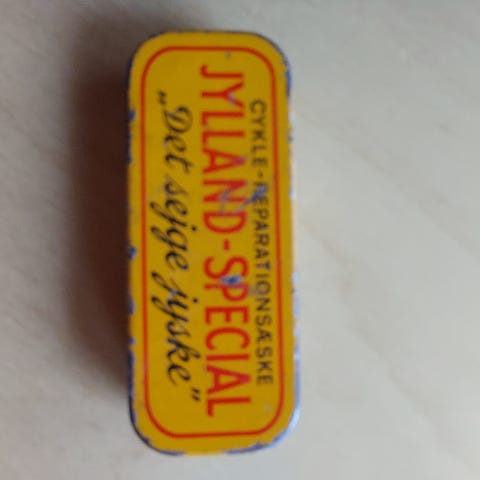 CYKLE-REPARATIONSÆSKE
JYLLAND-SPECIAL
„Det sejge jyske”